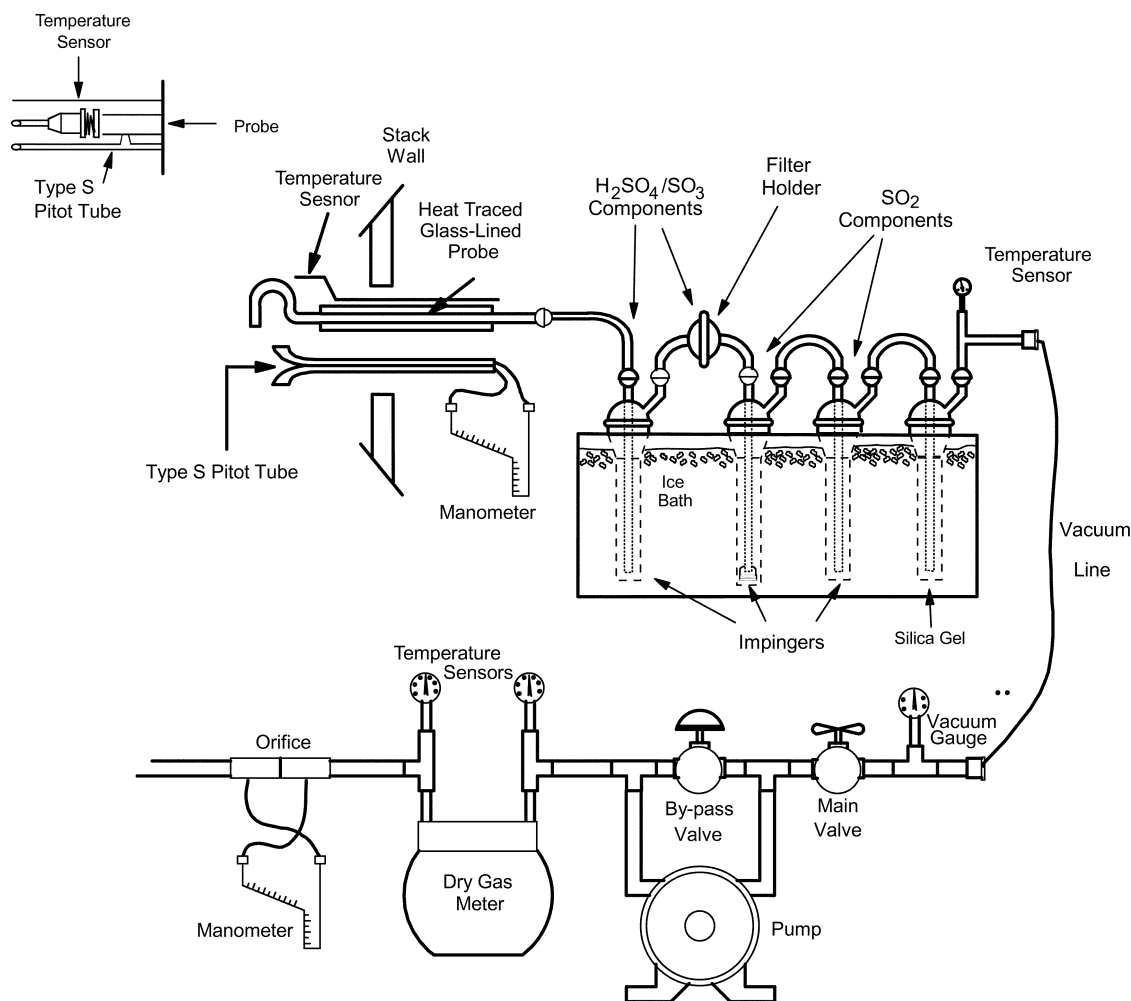 Temperature
Sensor
Probe
Type S
Pitot Tube
Stack
Wall
Temperature
Sesnor
Heat Traced
Glass-Lined
Probe
H2SO4/SO3
Components
Filter
Holder
SO2
Components
Temperature
Sensor
Type S Pitot Tube
Manometer
Ice
Bath
Vacuum
Line
Impingers
Silica Gel
Temperature
Sensors
Vacuum
Gauge
Orifice
By-pass
Valve
Main
Valve
Dry Gas
Meter
Manometer
Pump